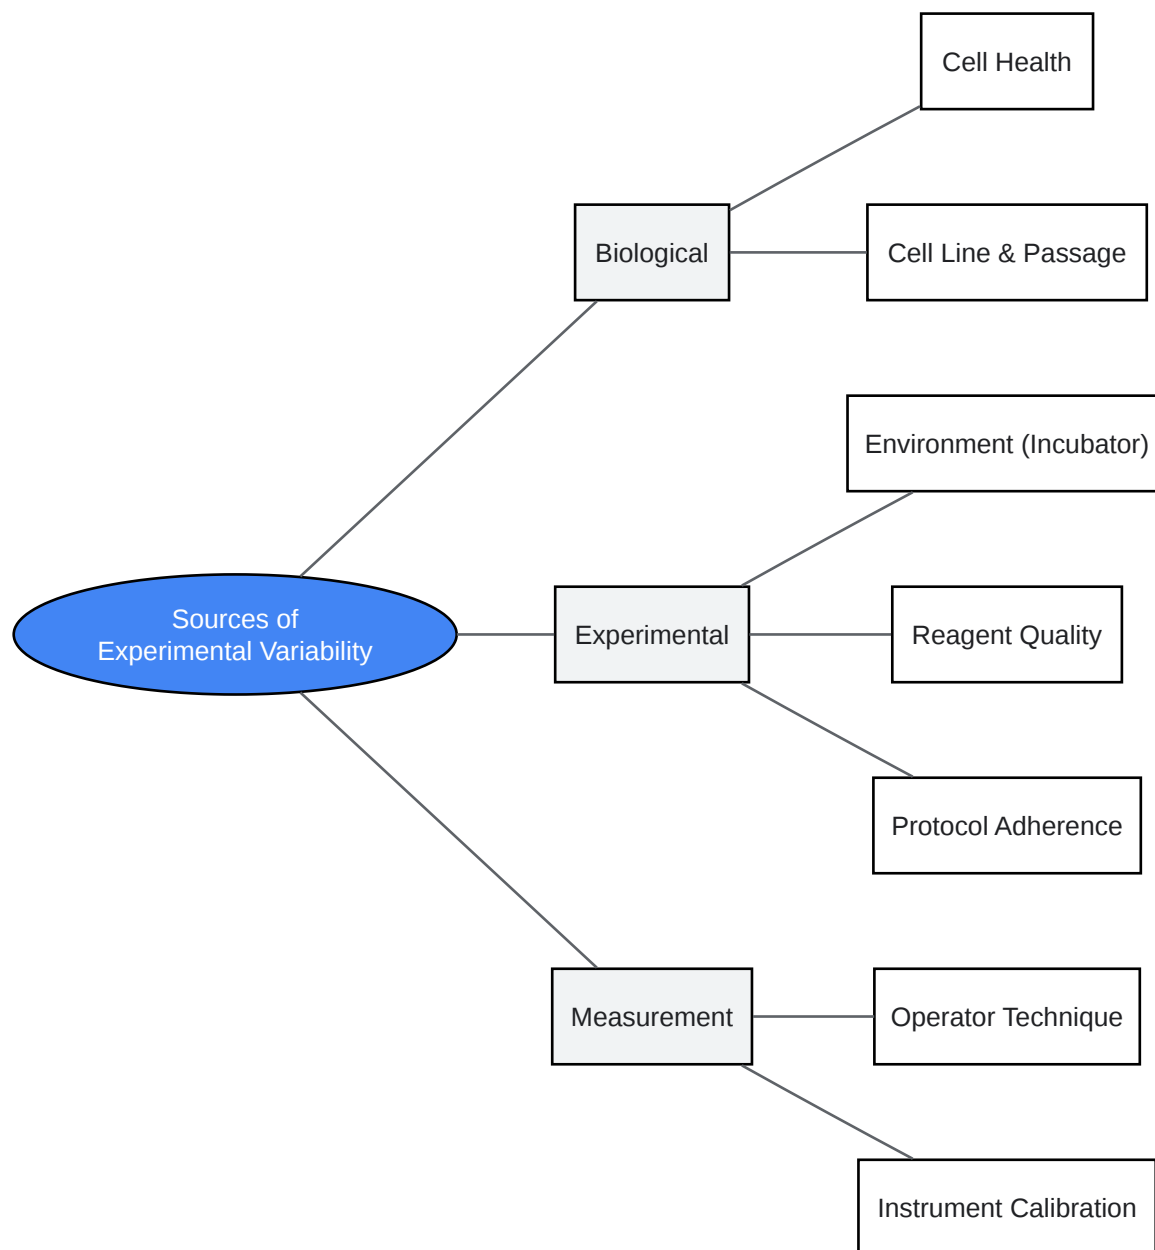 Cell Health
Biological
Cell Line & Passage
Environment (Incubator)
Sources of
Experimental Variability
Experimental
Reagent Quality
Protocol Adherence
Measurement
Operator Technique
Instrument Calibration